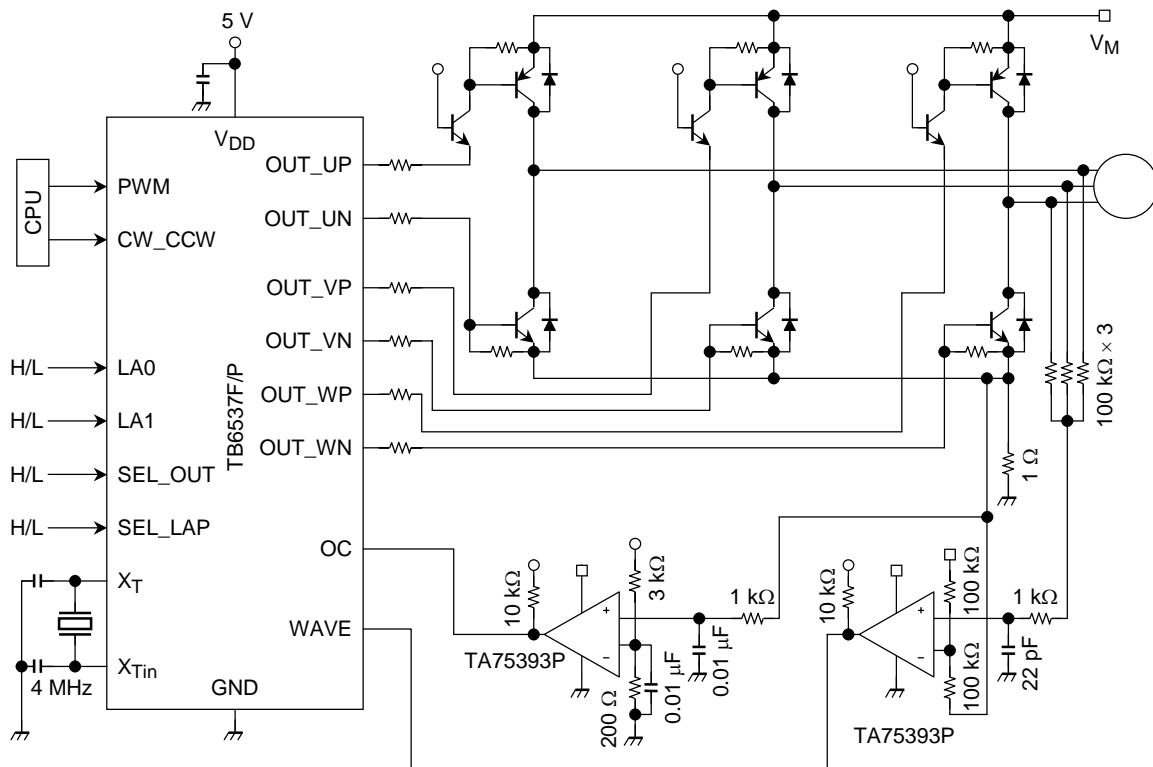 5 V
V_M
V_DD
OUT_UP
CPU
PWM
OUT_UN
CW_CCW
OUT_VP
OUT_VN
H/L
LA0
OUT_WP
H/L
LA1
OUT_WN
H/L
SEL_OUT
H/L
SEL_LAP
TB6537F/P
OC
X_T
WAVE
X_Tin
4 MHz
GND
100 kΩ × 3
1 Ω
10 kΩ
3 kΩ
1 kΩ
+
−
TA75393P
200 Ω
0.01 μF
0.01 μF
10 kΩ
100 kΩ
1 kΩ
+
−
100 kΩ
22 pF
TA75393P